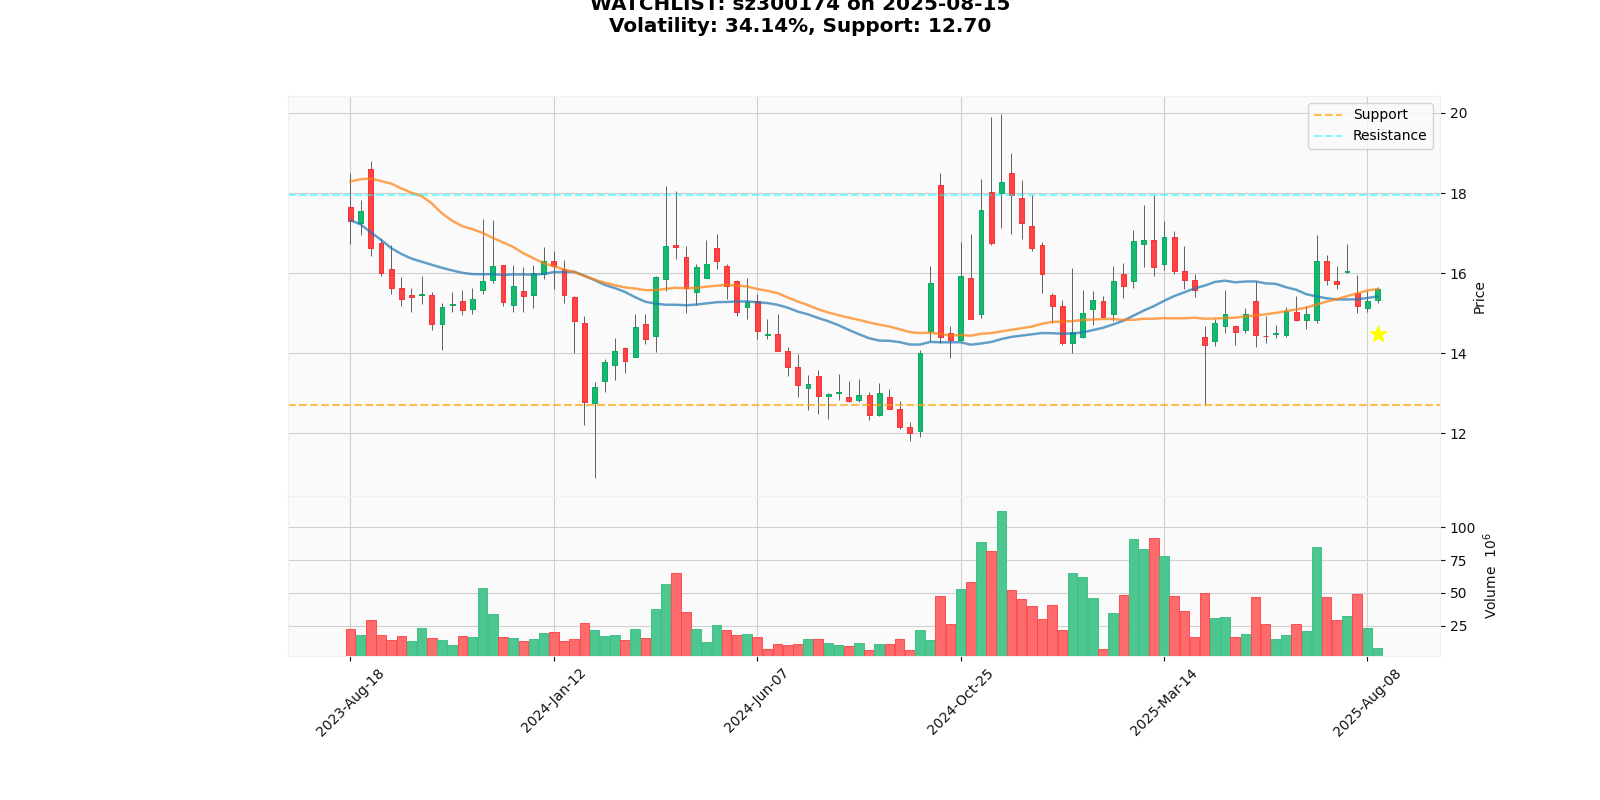 WATCHLIST: sz300174 on 2025-08-15
Volatility: 34.14%, Support: 12.70
Support
Resistance
20
18
16
14
12
Price
100
75
50
25
Volume 10^6
2023-Aug-18
2024-Jan-12
2024-Jun-07
2024-Oct-25
2025-Mar-14
2025-Aug-08